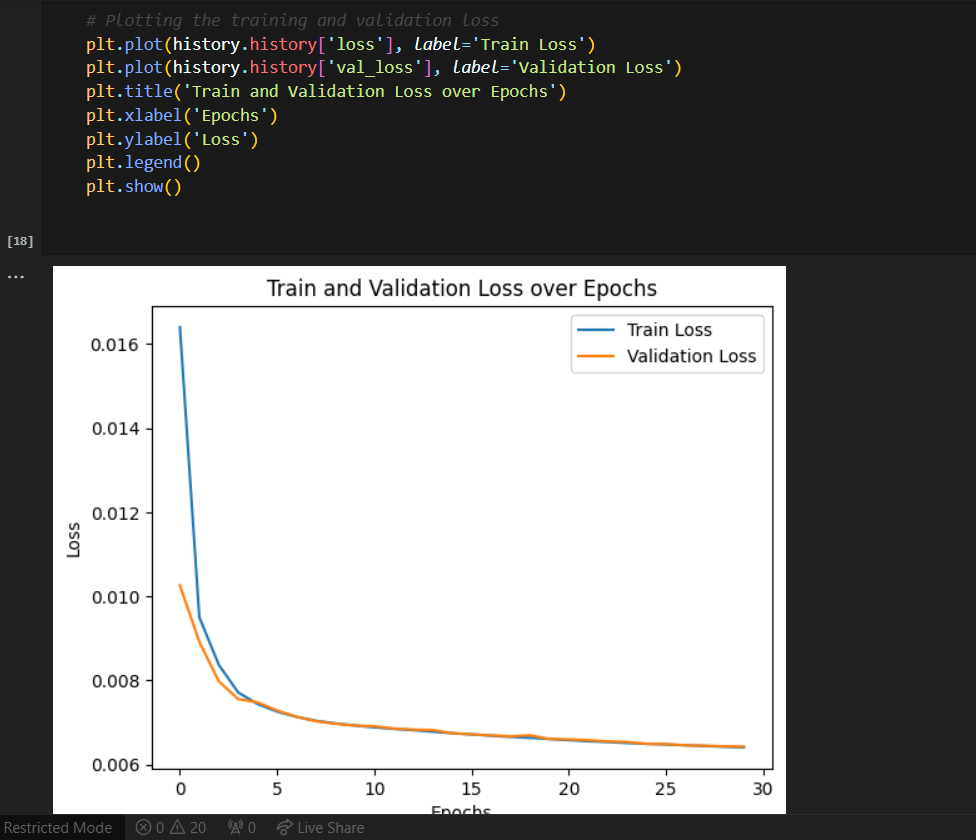 # Plotting the training and validation loss
plt.plot(history.history['loss'], label='Train Loss')
plt.plot(history.history['val_loss'], label='Validation Loss')
plt.title('Train and Validation Loss over Epochs')
plt.xlabel('Epochs')
plt.ylabel('Loss')
plt.legend()
plt.show()
[18]
...
Train and Validation Loss over Epochs
Train Loss
Validation Loss
0.016
0.014
0.012
0.010
0.008
0.006
Loss
0 5 10 15 20 25 30
Epochs
Restricted Mode 0 20 0 Live Share